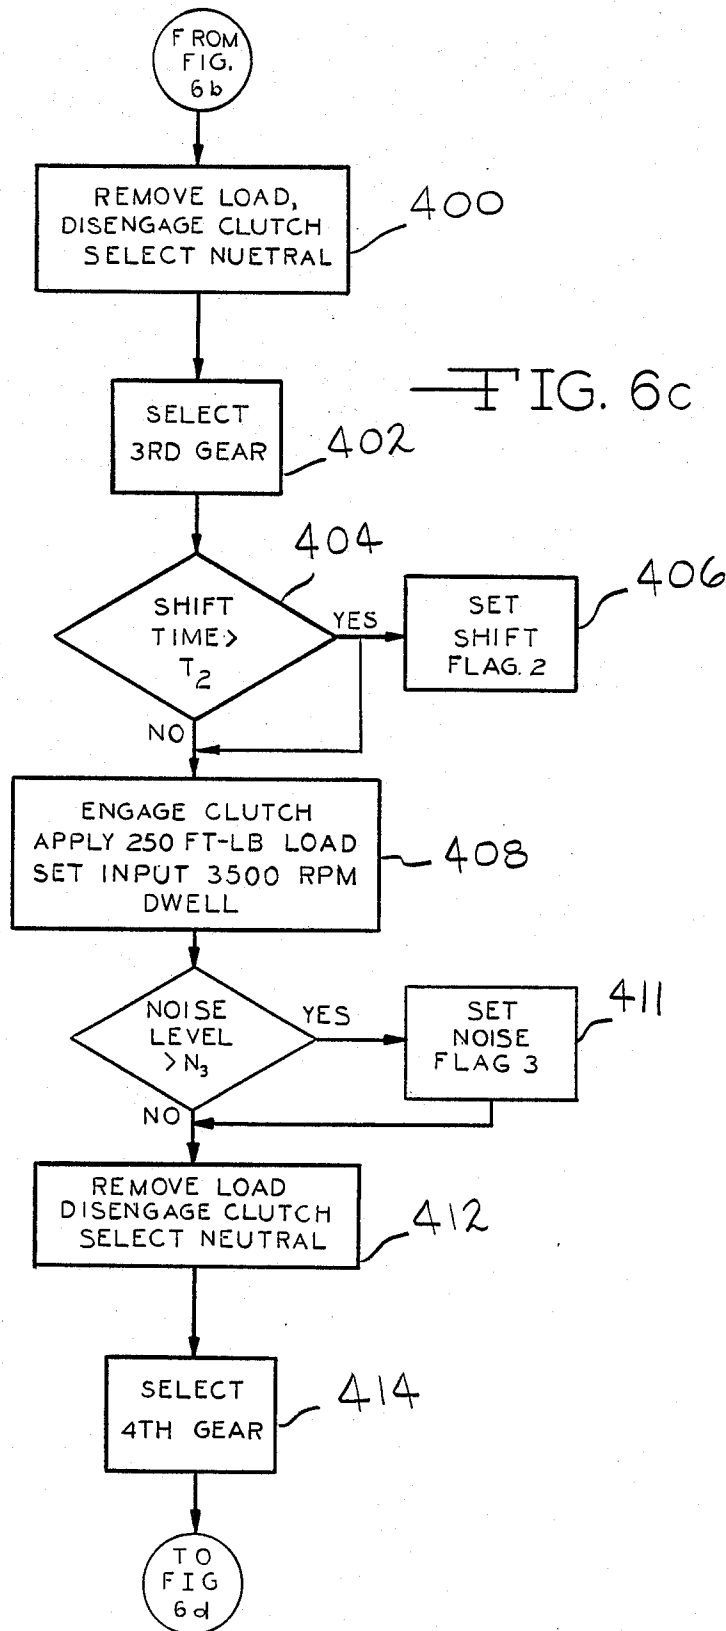 FROM
FIG.
6b
REMOVE LOAD,
DISENGAGE CLUTCH
SELECT NUETRAL
400
FIG. 6c
SELECT
3RD GEAR
402
404
SHIFT
TIME>
T2
YES
SET
SHIFT
FLAG. 2
406
NO
ENGAGE CLUTCH
APPLY 250 FT-LB LOAD
SET INPUT 3500 RPM
DWELL
408
NOISE
LEVEL
>N3
YES
SET
NOISE
FLAG 3
411
NO
REMOVE LOAD
DISENGAGE CLUTCH
SELECT NEUTRAL
412
SELECT
4TH GEAR
414
TO
FIG
6d